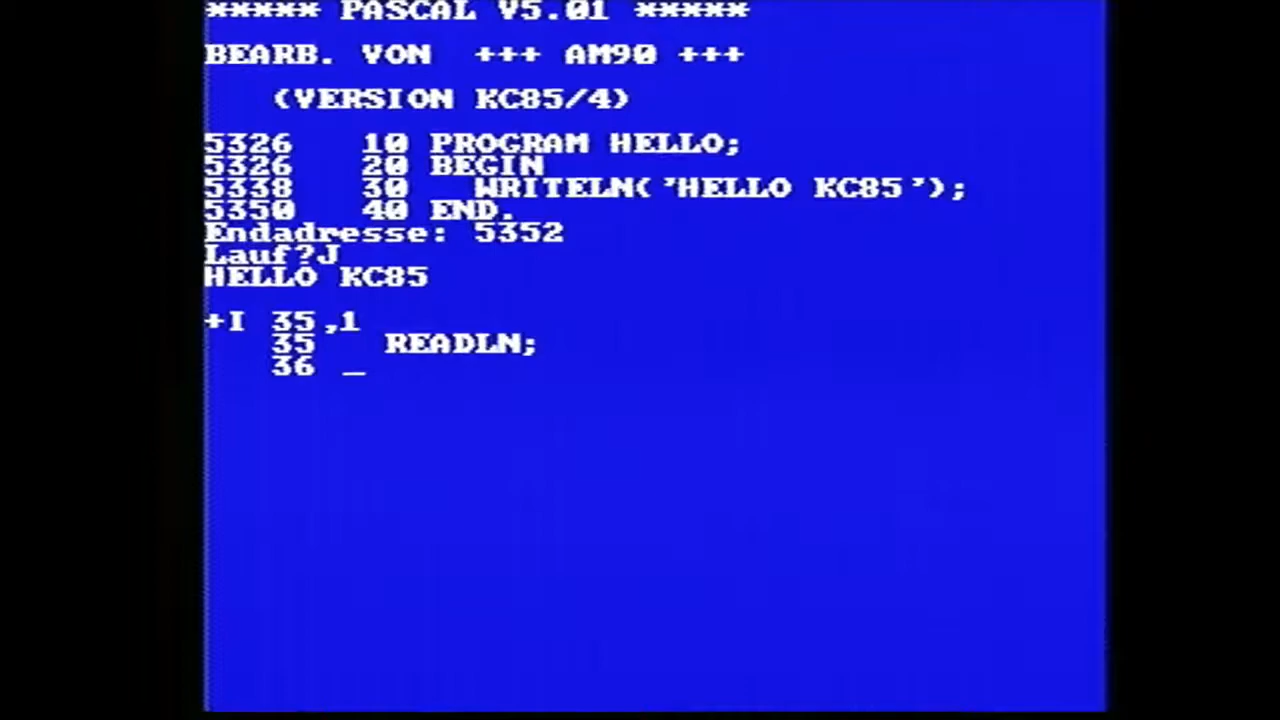 ***** PASCAL V5.01 *****
BEARB. VON +++ AM90 +++
(VERSION KC85/4)
5326 10 PROGRAM HELLO;
5326 20 BEGIN
5338 30 WRITELN('HELLO KC85');
5350 40 END.
Endadresse: 5352
Lauf?J
HELLO KC85
+I 35,1
35 READLN;
36 _